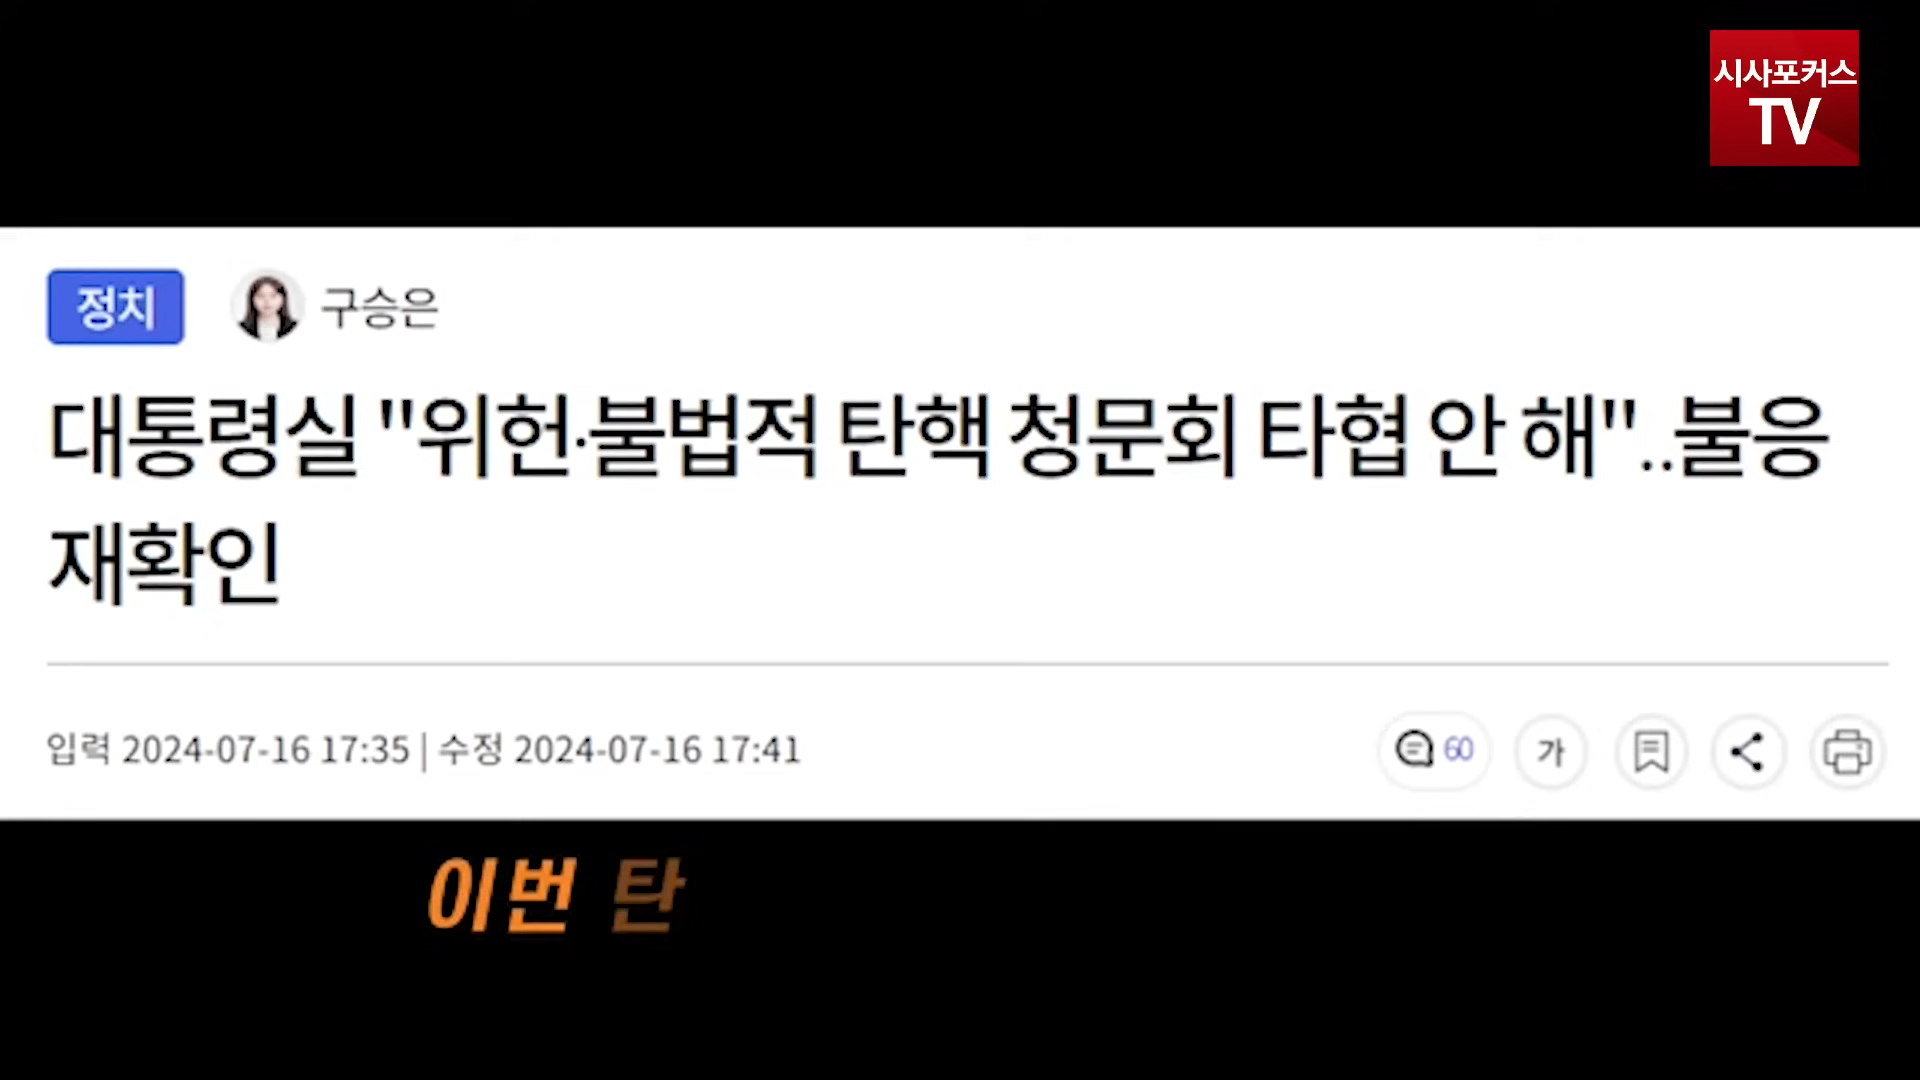 시사포커스
TV
정치
구승은
대통령실 "위헌·불법적 탄핵 청문회 타협 안 해"..불응
재확인
입력 2024-07-16 17:35 | 수정 2024-07-16 17:41
60
가
이번 탄